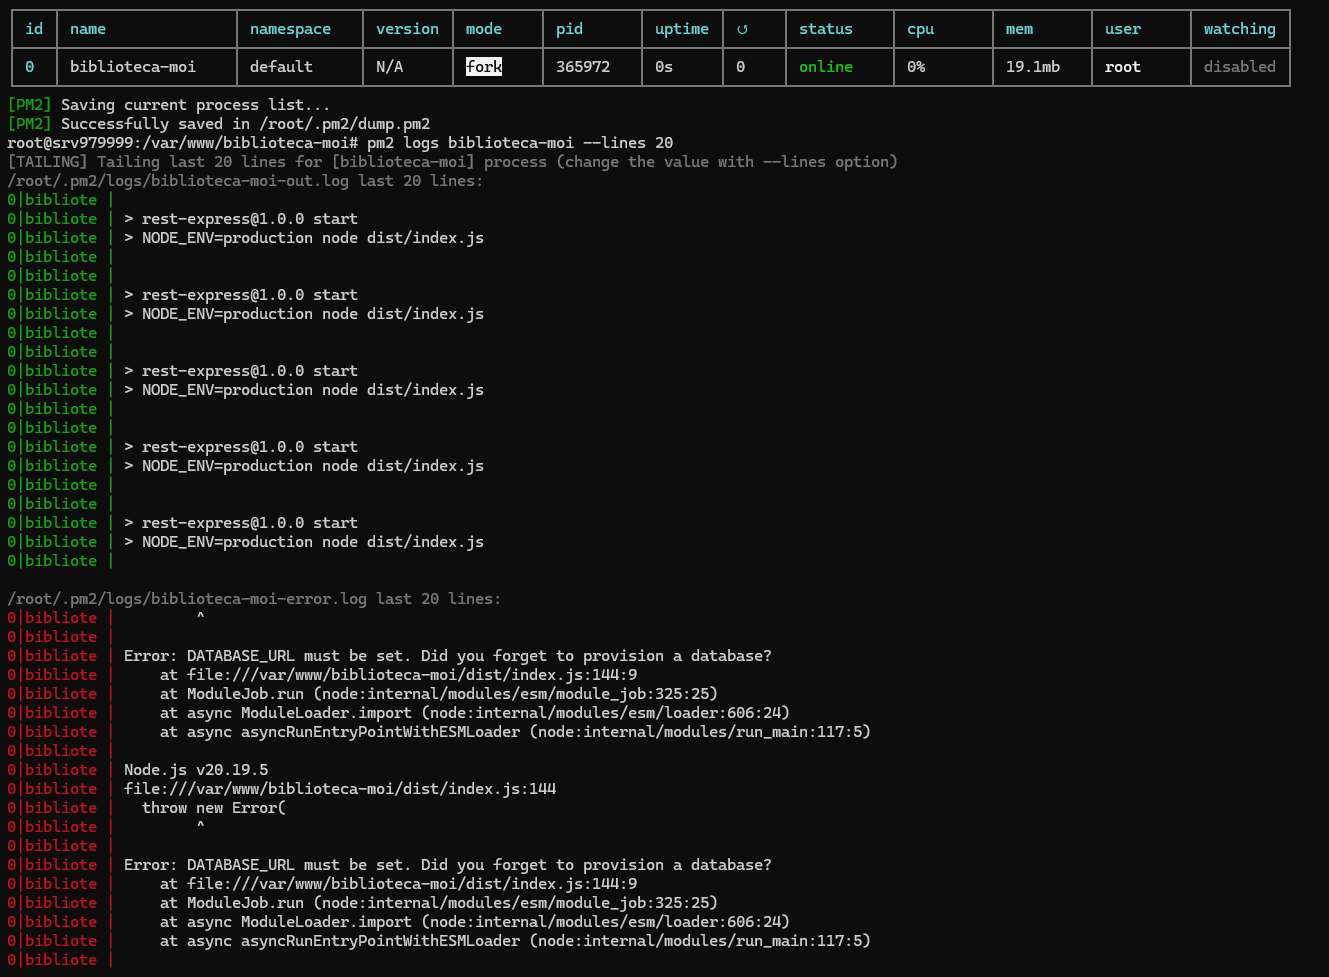 id name namespace version mode pid uptime ↺ status cpu mem user watching
0 biblioteca-moi default N/A fork 365972 0s 0 online 0% 19.1mb root disabled
[PM2] Saving current process list...
[PM2] Successfully saved in /root/.pm2/dump.pm2
root@srv979999:/var/www/biblioteca-moi# pm2 logs biblioteca-moi --lines 20
[TAILING] Tailing last 20 lines for [biblioteca-moi] process (change the value with --lines option)
/root/.pm2/logs/biblioteca-moi-out.log last 20 lines:
0|bibliote |
0|bibliote | > rest-express@1.0.0 start
0|bibliote | > NODE_ENV=production node dist/index.js
0|bibliote |
0|bibliote |
0|bibliote | > rest-express@1.0.0 start
0|bibliote | > NODE_ENV=production node dist/index.js
0|bibliote |
0|bibliote |
0|bibliote | > rest-express@1.0.0 start
0|bibliote | > NODE_ENV=production node dist/index.js
0|bibliote |
0|bibliote |
0|bibliote | > rest-express@1.0.0 start
0|bibliote | > NODE_ENV=production node dist/index.js
0|bibliote |
0|bibliote |
0|bibliote | > rest-express@1.0.0 start
0|bibliote | > NODE_ENV=production node dist/index.js
0|bibliote |
/root/.pm2/logs/biblioteca-moi-error.log last 20 lines:
0|bibliote |         ^
0|bibliote |
0|bibliote | Error: DATABASE_URL must be set. Did you forget to provision a database?
0|bibliote |     at file:///var/www/biblioteca-moi/dist/index.js:144:9
0|bibliote |     at ModuleJob.run (node:internal/modules/esm/module_job:325:25)
0|bibliote |     at async ModuleLoader.import (node:internal/modules/esm/loader:606:24)
0|bibliote |     at async asyncRunEntryPointWithESMLoader (node:internal/modules/run_main:117:5)
0|bibliote |
0|bibliote | Node.js v20.19.5
0|bibliote | file:///var/www/biblioteca-moi/dist/index.js:144
0|bibliote |   throw new Error(
0|bibliote |         ^
0|bibliote |
0|bibliote | Error: DATABASE_URL must be set. Did you forget to provision a database?
0|bibliote |     at file:///var/www/biblioteca-moi/dist/index.js:144:9
0|bibliote |     at ModuleJob.run (node:internal/modules/esm/module_job:325:25)
0|bibliote |     at async ModuleLoader.import (node:internal/modules/esm/loader:606:24)
0|bibliote |     at async asyncRunEntryPointWithESMLoader (node:internal/modules/run_main:117:5)
0|bibliote |